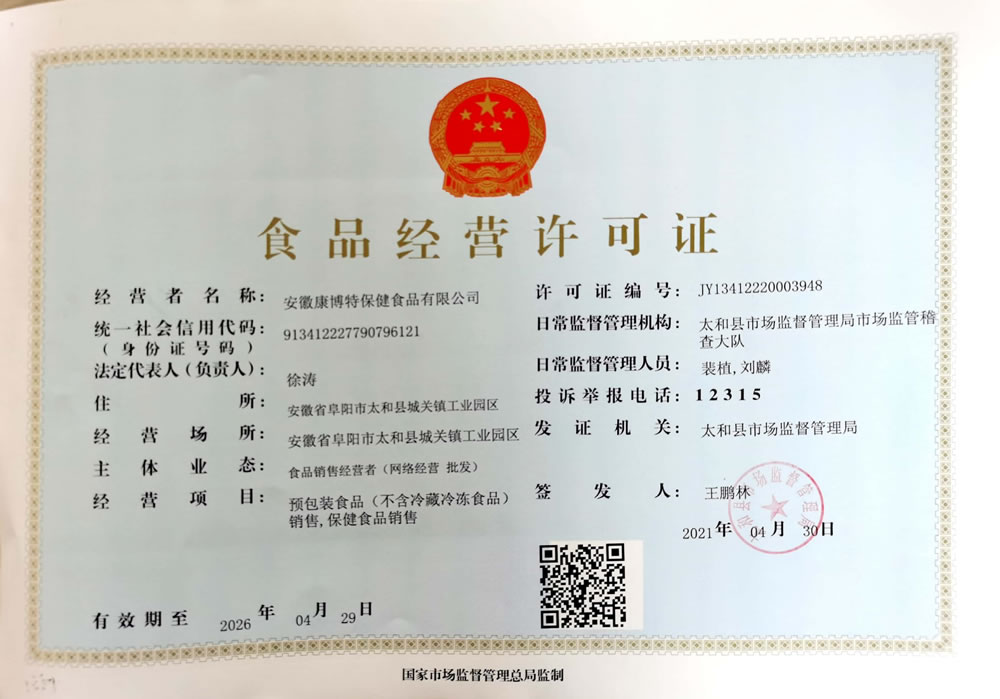 食品经营许可证
经营者名称：安徽康博特保健食品有限公司
统一社会信用代码：913412227790796121
（身份证号码）
法定代表人（负责人）：徐涛
住所：安徽省阜阳市太和县城关镇工业园区
经营场所：安徽省阜阳市太和县城关镇工业园区
主体业态：食品销售经营者（网络经营 批发）
经营项目：预包装食品（不含冷藏冷冻食品）
销售,保健食品销售
许可证编号：JY13412220003948
日常监督管理机构：太和县市场监督管理局市场监管稽
查大队
日常监督管理人员：裴植,刘麟
投诉举报电话：12315
发证机关：太和县市场监督管理局
签发人：王鹏林
太和县市场监督管理局
2021年 04月 30日
有效期至 2026年 04月 29日
国家市场监督管理总局监制